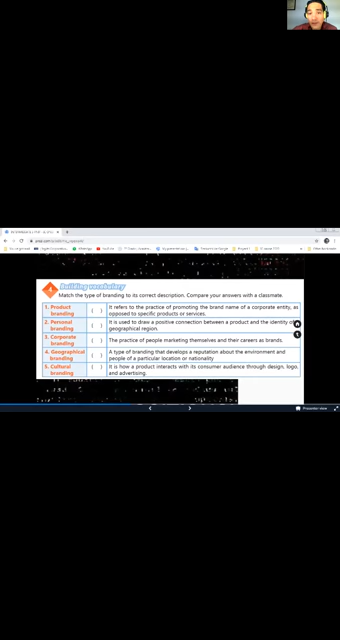 4
Building vocabulary
Match the type of branding to its correct description. Compare your answers with a classmate.
1. Product branding ( ) It refers to the practice of promoting the brand name of a corporate entity, as
opposed to specific products or services.
2. Personal branding ( ) It is used to draw a positive connection between a product and the identity of
geographical region.
3. Corporate branding ( ) The practice of people marketing themselves and their careers as brands.
4. Geographical branding ( ) A type of branding that develops a reputation about the environment and
people of a particular location or nationality
5. Cultural branding ( ) It is how a product interacts with its consumer audience through design, logo,
and advertising.